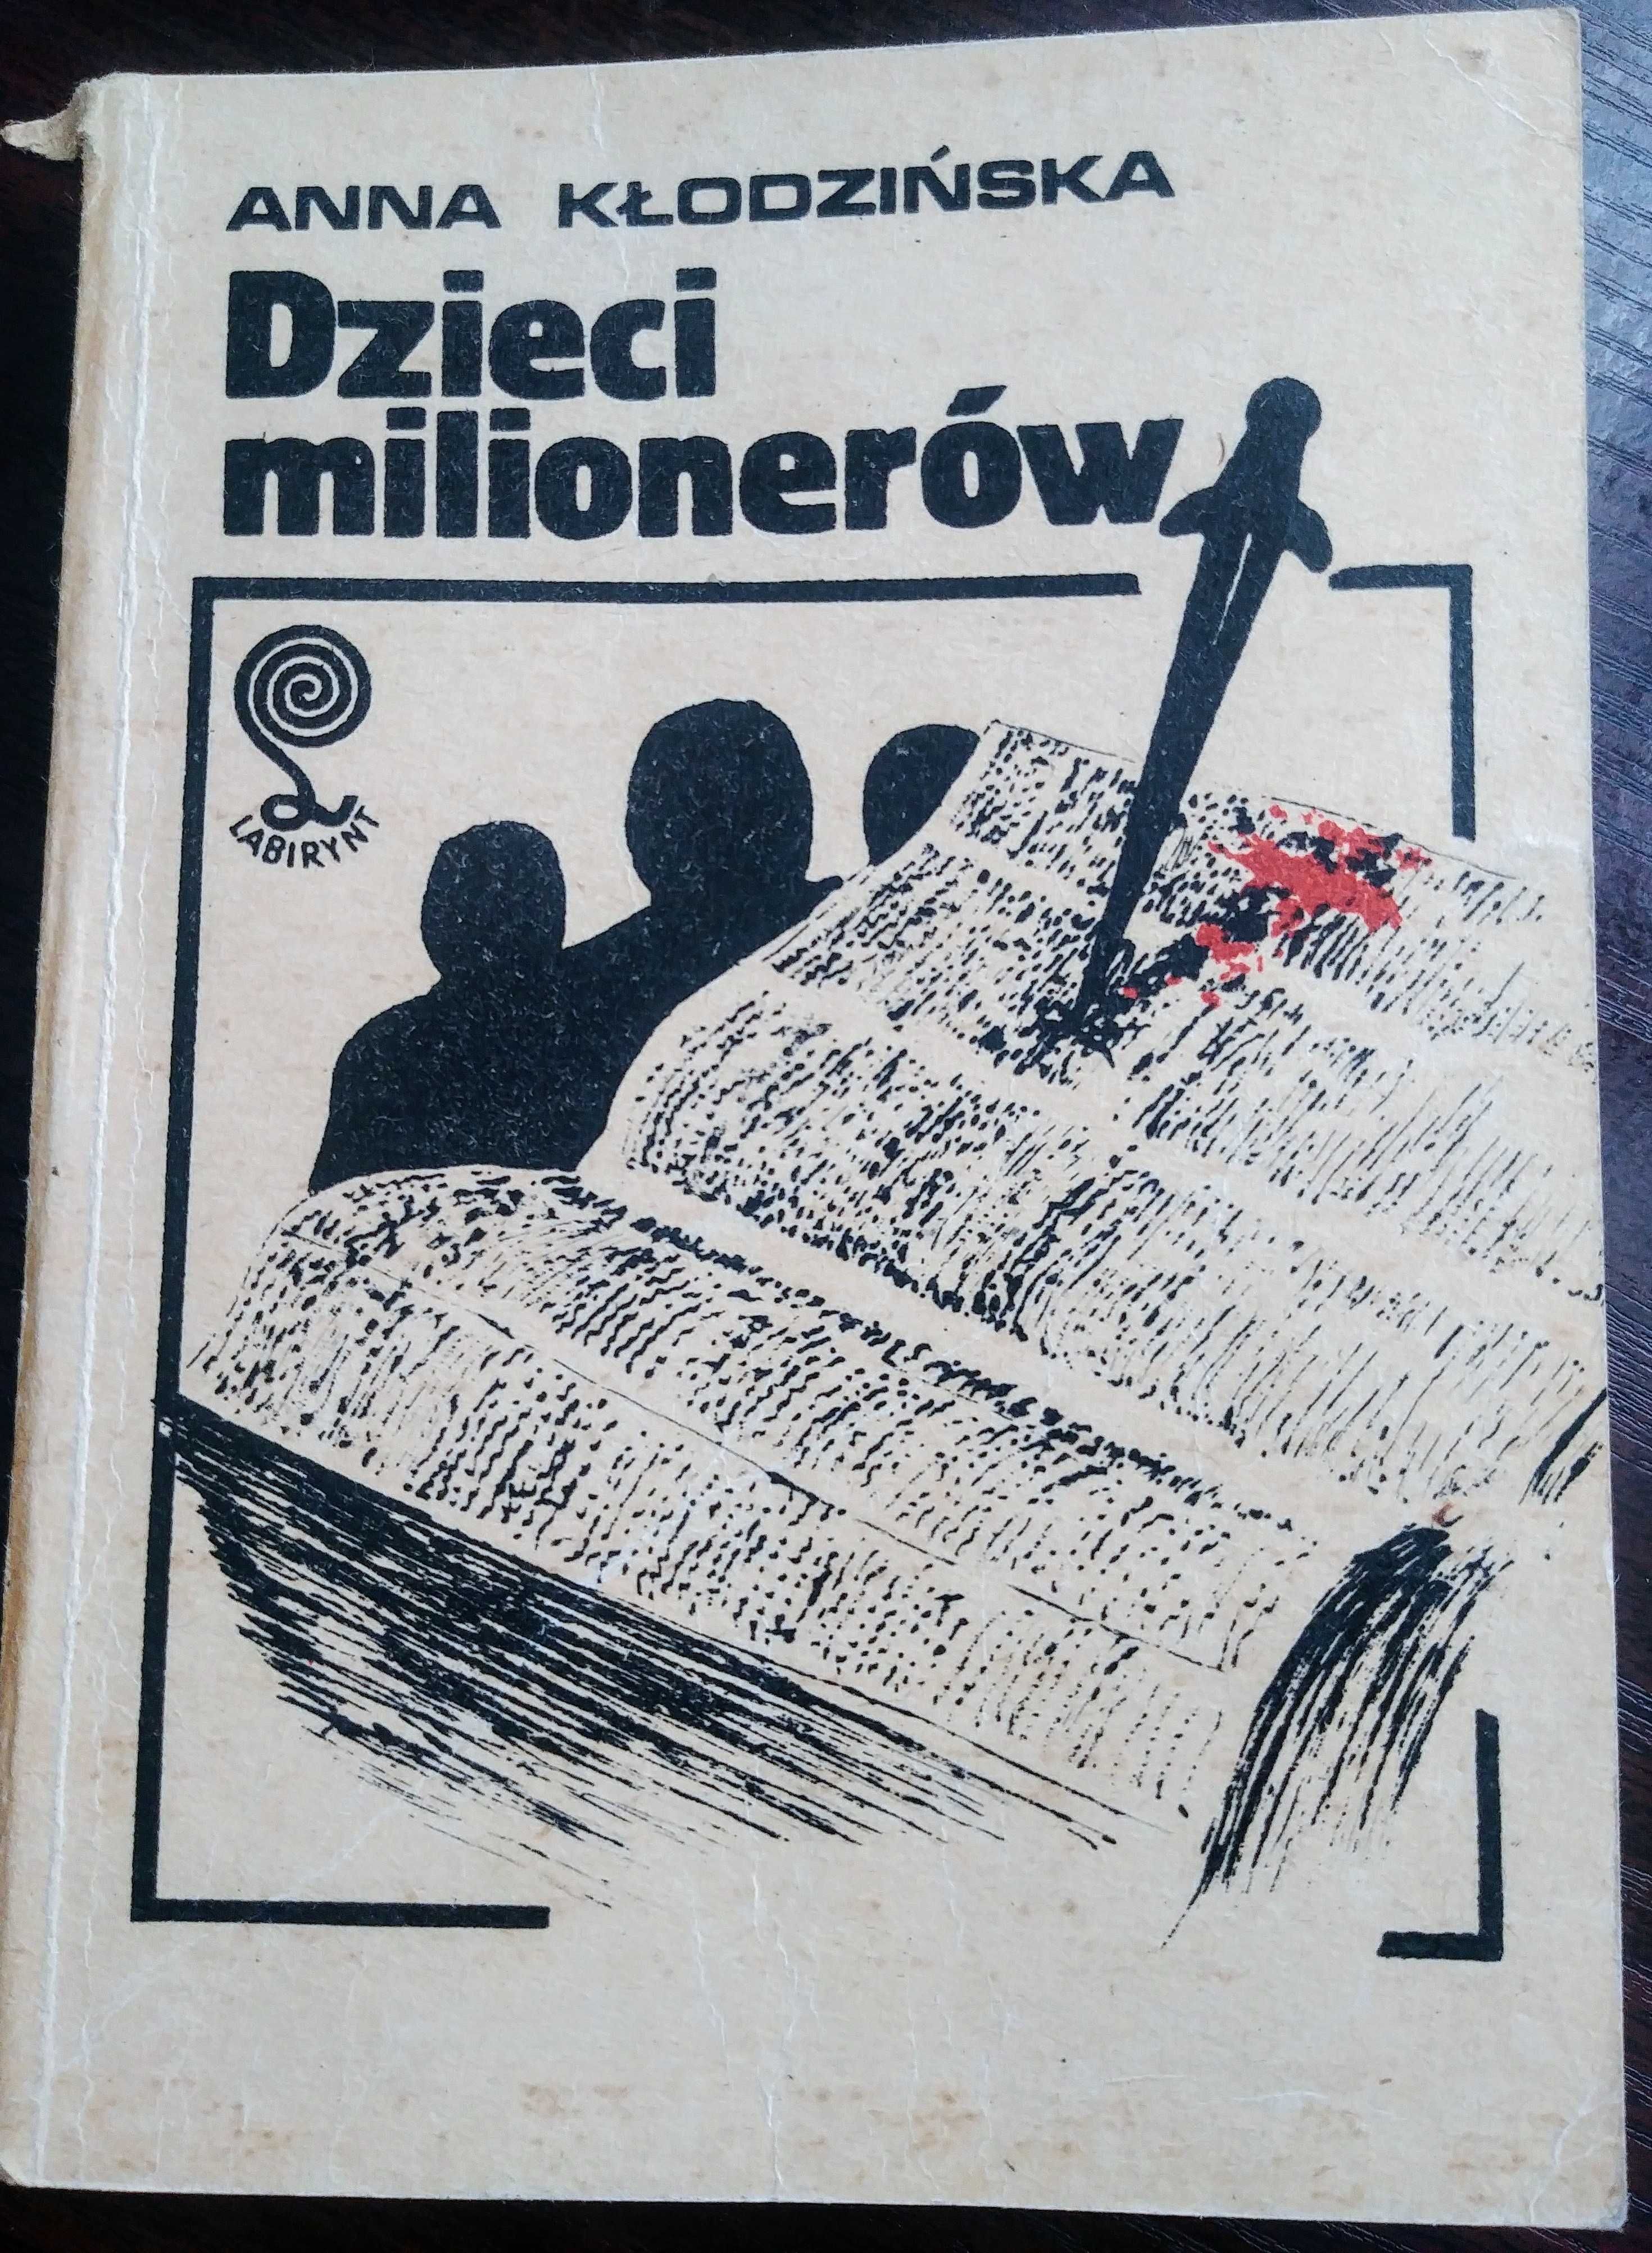 ANNA KŁODZIŃSKA
Dzieci
milionerów
LABIRYNT